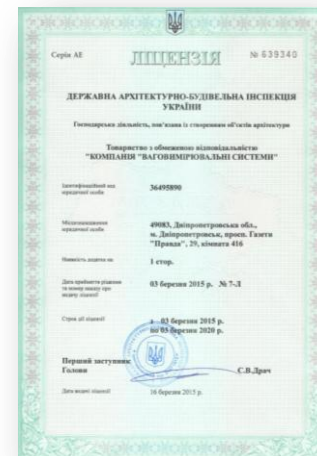 Серія АЕ
ЛІЦЕНЗІЯ
№ 639340
ДЕРЖАВНА АРХІТЕКТУРНО-БУДІВЕЛЬНА ІНСПЕКЦІЯ
УКРАЇНИ
Господарська діяльність, пов'язана із створенням об'єктів архітектури
Товариство з обмеженою відповідальністю
"КОМПАНІЯ "ВАГОВИМІРЮВАЛЬНІ СИСТЕМИ"
Ідентифікаційний код
юридичної особи
36495890
Місцезнаходження
юридичної особи
49083, Дніпропетровська обл.,
м. Дніпропетровськ, просп. Газети
"Правда", 29, кімната 416
Наявність додатка на
1 стор.
Дата прийняття рішення
та номер наказу про
видачу ліцензії
03 березня 2015 р. № 7-Л
Строк дії ліцензії
з 03 березня 2015 р.
по 03 березня 2020 р.
Перший заступник
Голови
С.В.Драч
Дата видачі ліцензії
16 березня 2015 р.